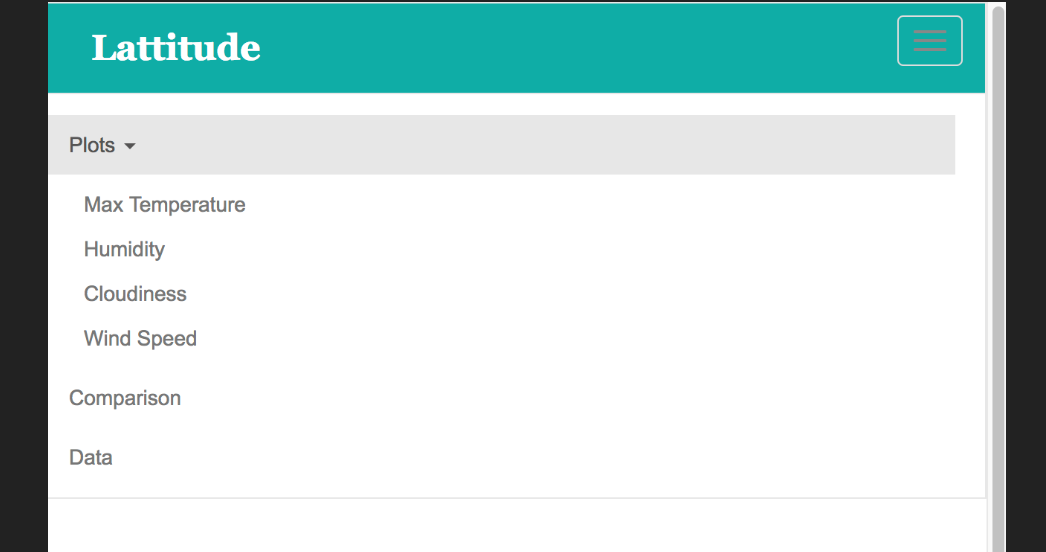 Lattitude
Plots
Max Temperature
Humidity
Cloudiness
Wind Speed
Comparison
Data